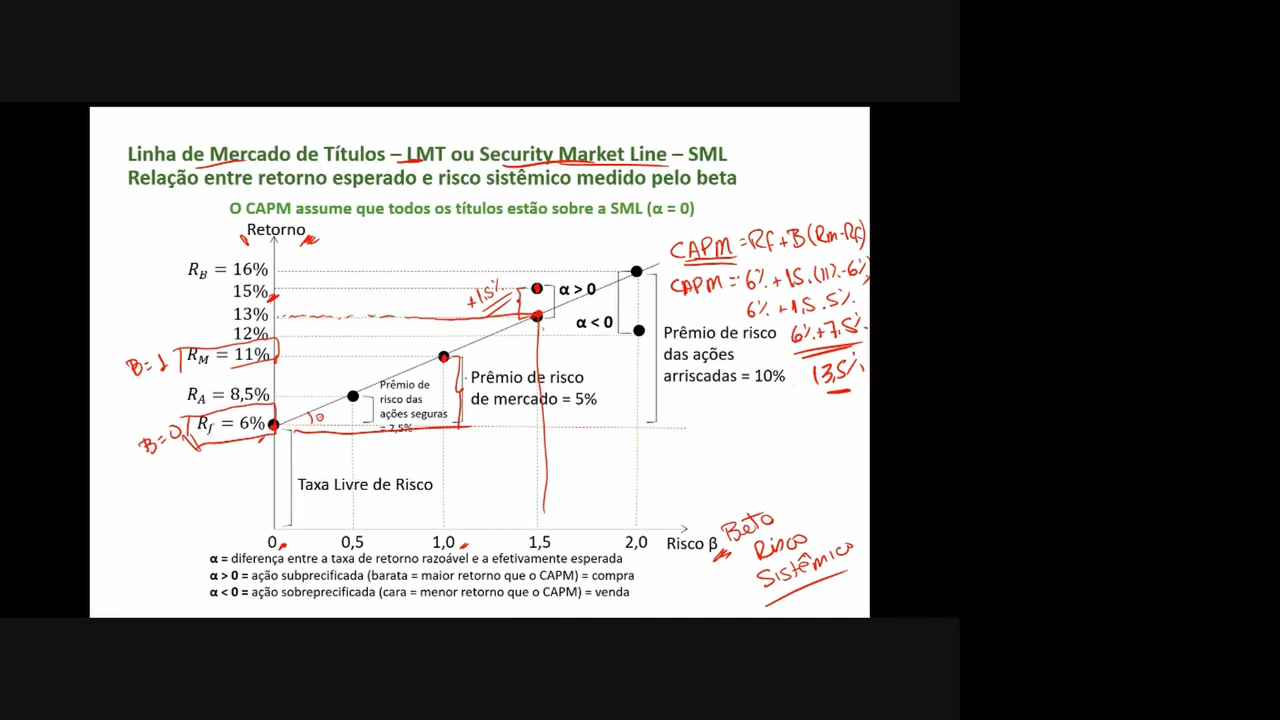 Linha de Mercado de Títulos – LMT ou Security Market Line – SML
Relação entre retorno esperado e risco sistêmico medido pelo beta
O CAPM assume que todos os títulos estão sobre a SML (α = 0)
Retorno
CAPM = Rf + B (Rm-Rf)
R_B = 16%
CAPM = 6% + 1,5 . (11% - 6%)
15%
+1,5%
α > 0
6% + 1,5 . 5%
13%
α < 0
12%
Prêmio de risco
das ações
arriscadas = 10%
6% + 7,5%
13,5%
B=1
R_M = 11%
Prêmio de risco
de mercado = 5%
R_A = 8,5%
Prêmio de
risco das
ações seguras
= 2,5%
B=0
R_f = 6%
θ
Taxa Livre de Risco
0
0,5
1,0
1,5
2,0
Risco β
Beta
Risco
Sistêmico
α = diferença entre a taxa de retorno razoável e a efetivamente esperada
α > 0 = ação subprecificada (barata = maior retorno que o CAPM) = compra
α < 0 = ação sobreprecificada (cara = menor retorno que o CAPM) = venda